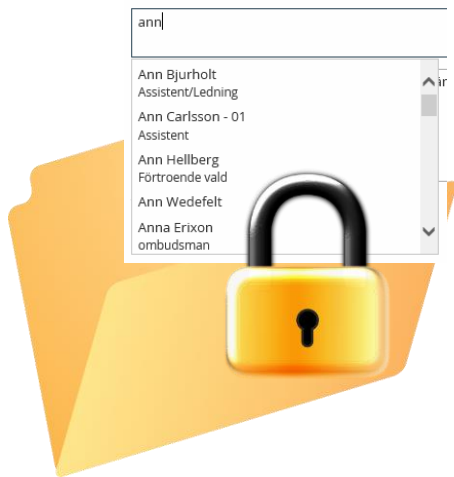 ann
Ann Bjurholt
Assistent/Ledning
Ann Carlsson - 01
Assistent
Ann Hellberg
Förtroende vald
Ann Wedefelt
Anna Erixon
ombudsman